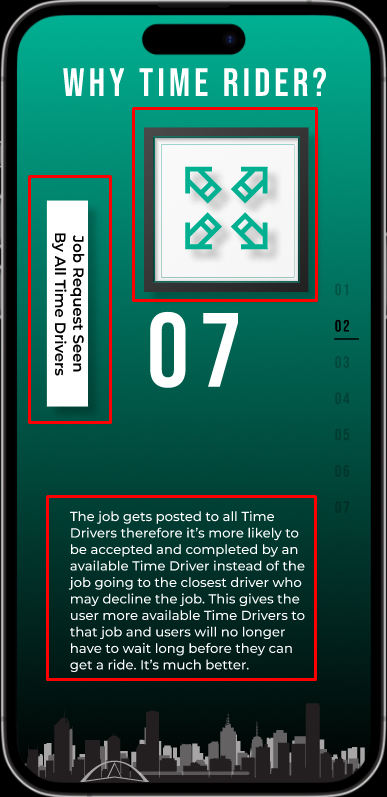 WHY TIME RIDER?
Job Request Seen
By All Time Drivers
07
01
02
03
04
05
06
07
The job gets posted to all Time
Drivers therefore it’s more likely to
be accepted and completed by an
available Time Driver instead of the
job going to the closest driver who
may decline the job. This gives the
user more available Time Drivers to
that job and users will no longer
have to wait long before they can
get a ride. It’s much better.